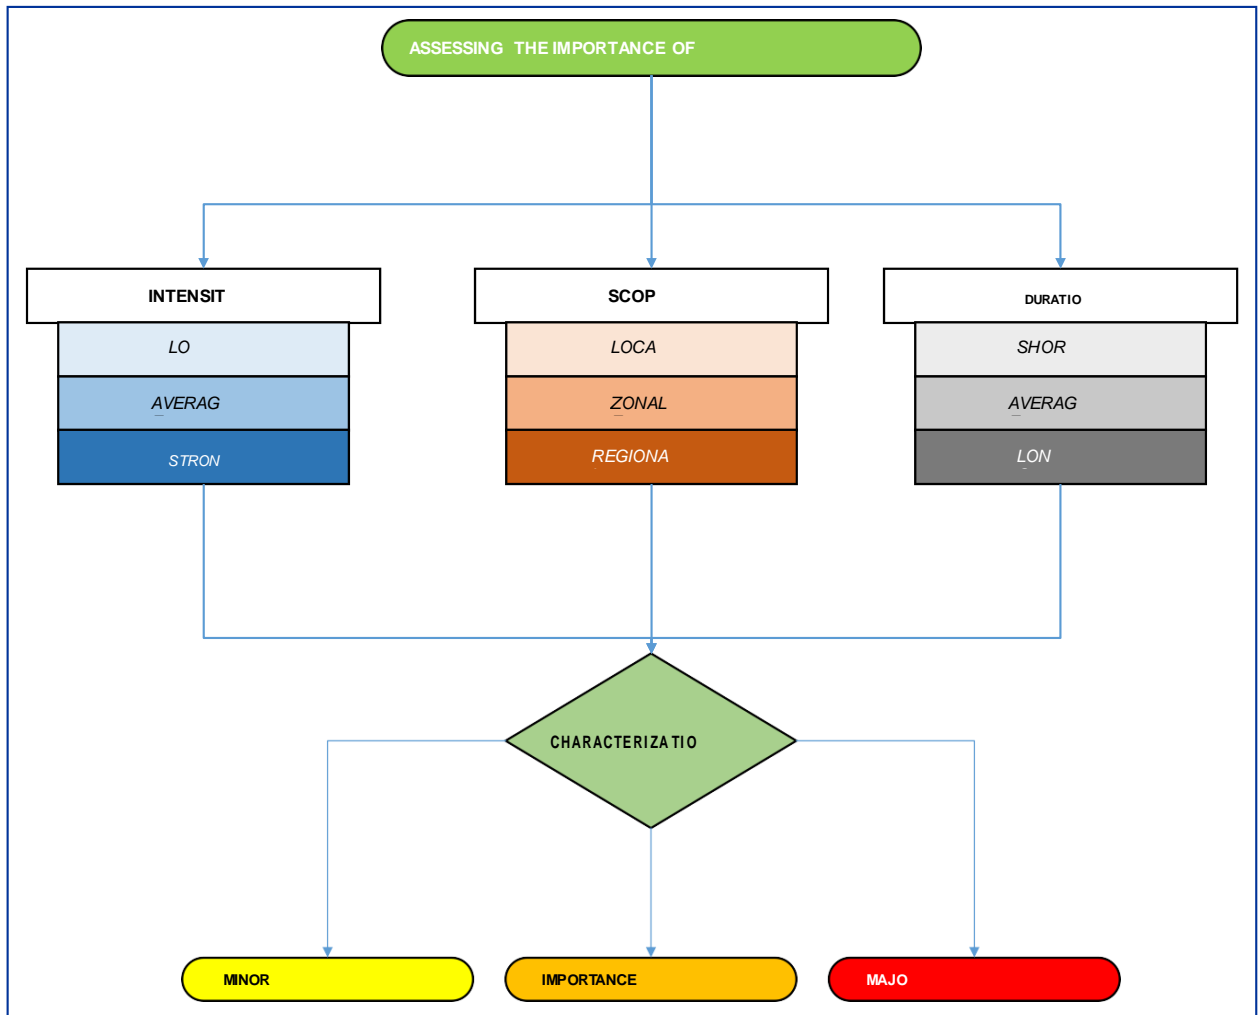 ASSESSING THE IMPORTANCE OF
INTENSIT
LO
AVERAG
STRON
SCOP
LOCA
ZONAL
REGIONA
DURATIO
SHOR
AVERAG
LON
CHARACTERIZATIO
MINOR
IMPORTANCE
MAJO